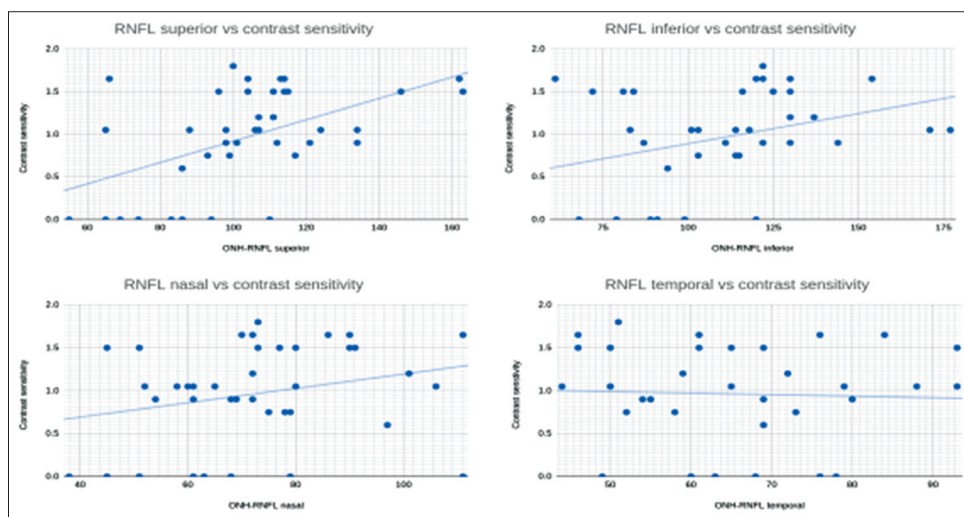 RNFL superior vs contrast sensitivity
2.0
1.5
1.0
0.5
0.0
Contrast sensitivity
60 80 100 120 140 160
ONH-RNFL superior
RNFL inferior vs contrast sensitivity
2.0
1.5
1.0
0.5
0.0
Contrast sensitivity
75 100 125 150 175
ONH-RNFL inferior
RNFL nasal vs contrast sensitivity
2.0
1.5
1.0
0.5
0.0
Contrast sensitivity
40 60 80 100
ONH-RNFL nasal
RNFL temporal vs contrast sensitivity
2.0
1.5
1.0
0.5
0.0
Contrast sensitivity
50 60 70 80 90
ONH-RNFL temporal